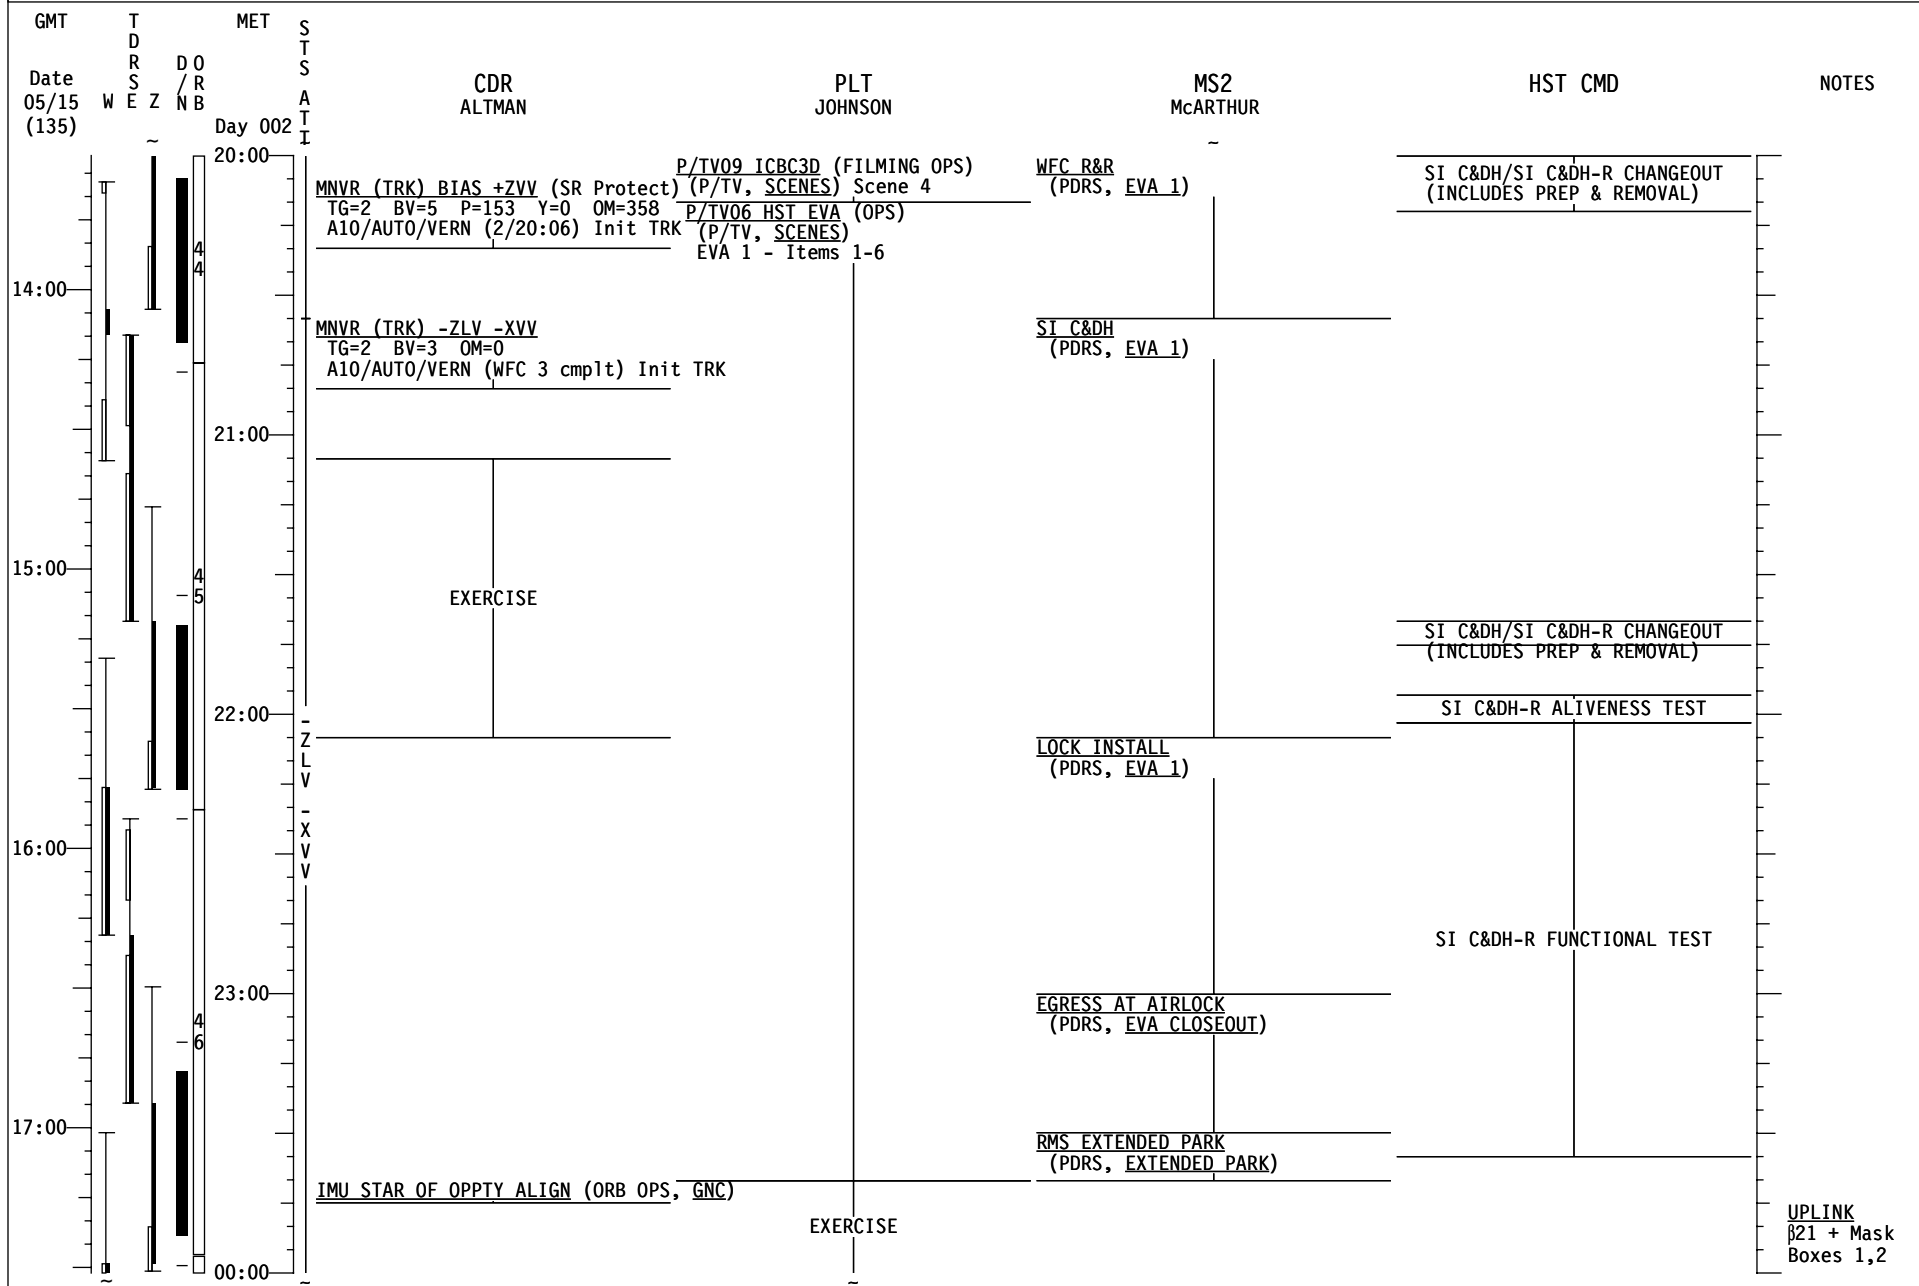 GMT
TDRS
MET
STS ATT
Date
05/15
(135)
W E Z
D/N
ORB
Day 002
CDR
ALTMAN
PLT
JOHNSON
MS2
McARTHUR
HST CMD
NOTES
~
~
20:00
21:00
22:00
23:00
00:00
14:00
15:00
16:00
17:00
44
45
46
~
-ZLV -XVV
~
MNVR (TRK) BIAS +ZVV (SR Protect)
TG=2 BV=5 P=153 Y=0 OM=358
A10/AUTO/VERN (2/20:06) Init TRK
MNVR (TRK) -ZLV -XVV
TG=2 BV=3 OM=0
A10/AUTO/VERN (WFC 3 cmplt) Init TRK
EXERCISE
IMU STAR OF OPPTY ALIGN (ORB OPS, GNC)
P/TV09 ICBC3D (FILMING OPS)
(P/TV, SCENES) Scene 4
P/TV06 HST EVA (OPS)
(P/TV, SCENES)
EVA 1 - Items 1-6
EXERCISE
~
WFC R&R
(PDRS, EVA 1)
SI C&DH
(PDRS, EVA 1)
LOCK INSTALL
(PDRS, EVA 1)
EGRESS AT AIRLOCK
(PDRS, EVA CLOSEOUT)
RMS EXTENDED PARK
(PDRS, EXTENDED PARK)
SI C&DH/SI C&DH-R CHANGEOUT
(INCLUDES PREP & REMOVAL)
SI C&DH/SI C&DH-R CHANGEOUT
(INCLUDES PREP & REMOVAL)
SI C&DH-R ALIVENESS TEST
SI C&DH-R FUNCTIONAL TEST
UPLINK
β21 + Mask
Boxes 1,2